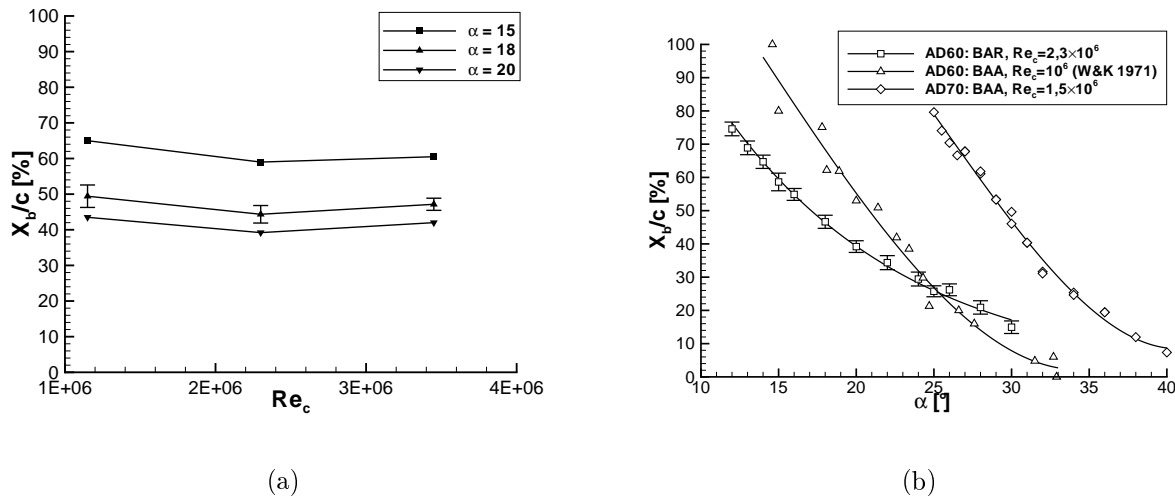 100
90
80
70
60
50
40
30
20
10
0
X_b/c [%]
1E+06
2E+06
3E+06
4E+06
Re_c
α = 15
α = 18
α = 20
(a)
100
90
80
70
60
50
40
30
20
10
0
X_b/c [%]
10
15
20
25
30
35
40
α [°]
AD60: BAR, Re_c=2,3×10^6
AD60: BAA, Re_c=10^6 (W&K 1971)
AD70: BAA, Re_c=1,5×10^6
(b)